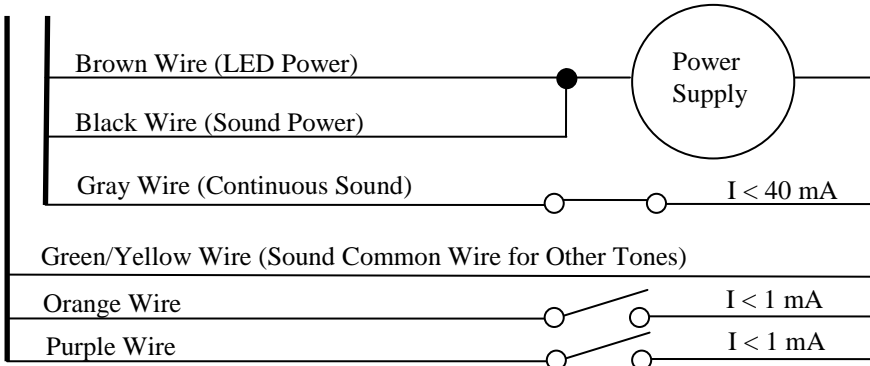 Brown Wire (LED Power)
Power
Supply
Black Wire (Sound Power)
Gray Wire (Continuous Sound)
I < 40 mA
Green/Yellow Wire (Sound Common Wire for Other Tones)
Orange Wire
I < 1 mA
Purple Wire
I < 1 mA